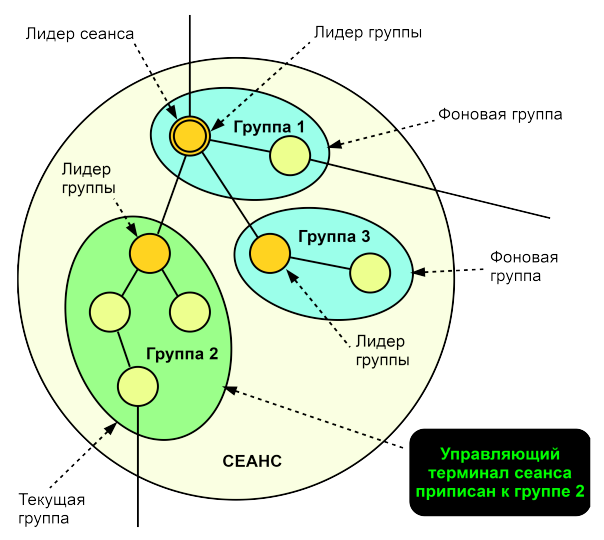 Лидер сеанса
Лидер группы
Группа 1
Фоновая группа
Лидер
группы
Группа 3
Фоновая
группа
Лидер
группы
Группа 2
СЕАНС
Управляющий
терминал сеанса
приписан к группе 2
Текущая
группа